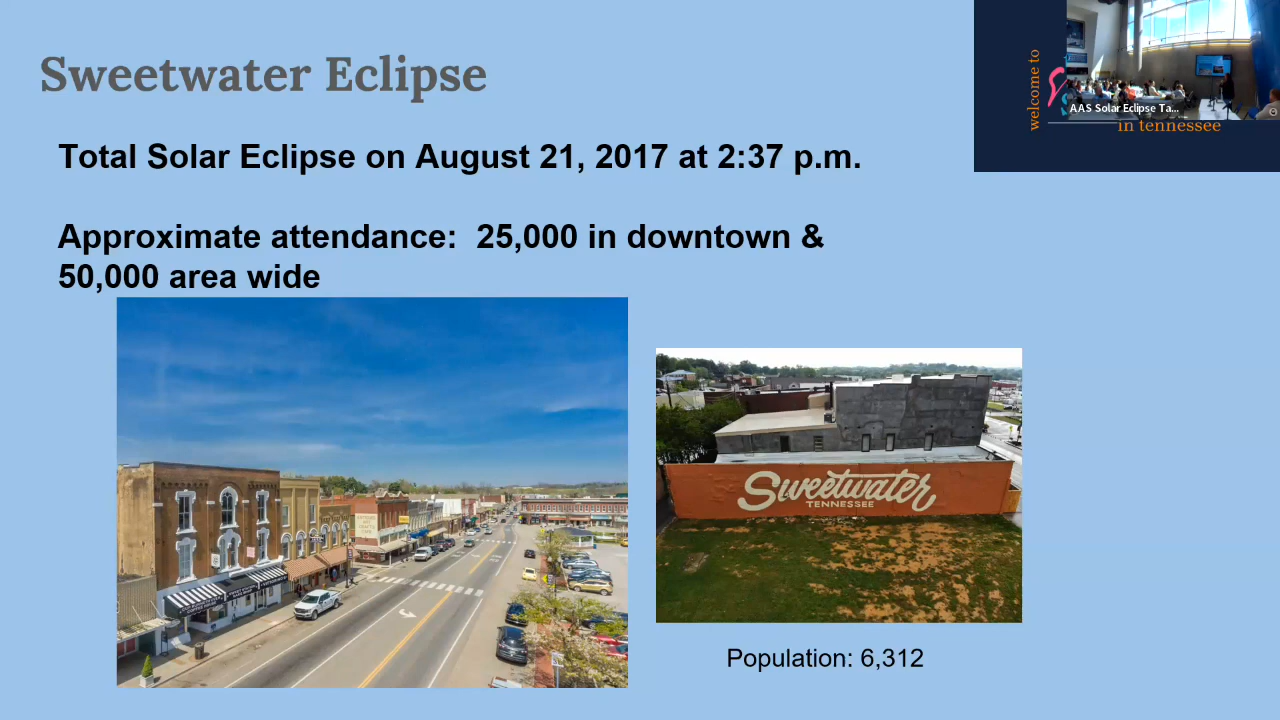 Sweetwater Eclipse
welcome to
AAS Solar Eclipse Ta...
in tennessee
Total Solar Eclipse on August 21, 2017 at 2:37 p.m.
Approximate attendance: 25,000 in downtown &
50,000 area wide
Sweetwater
TENNESSEE
Population: 6,312